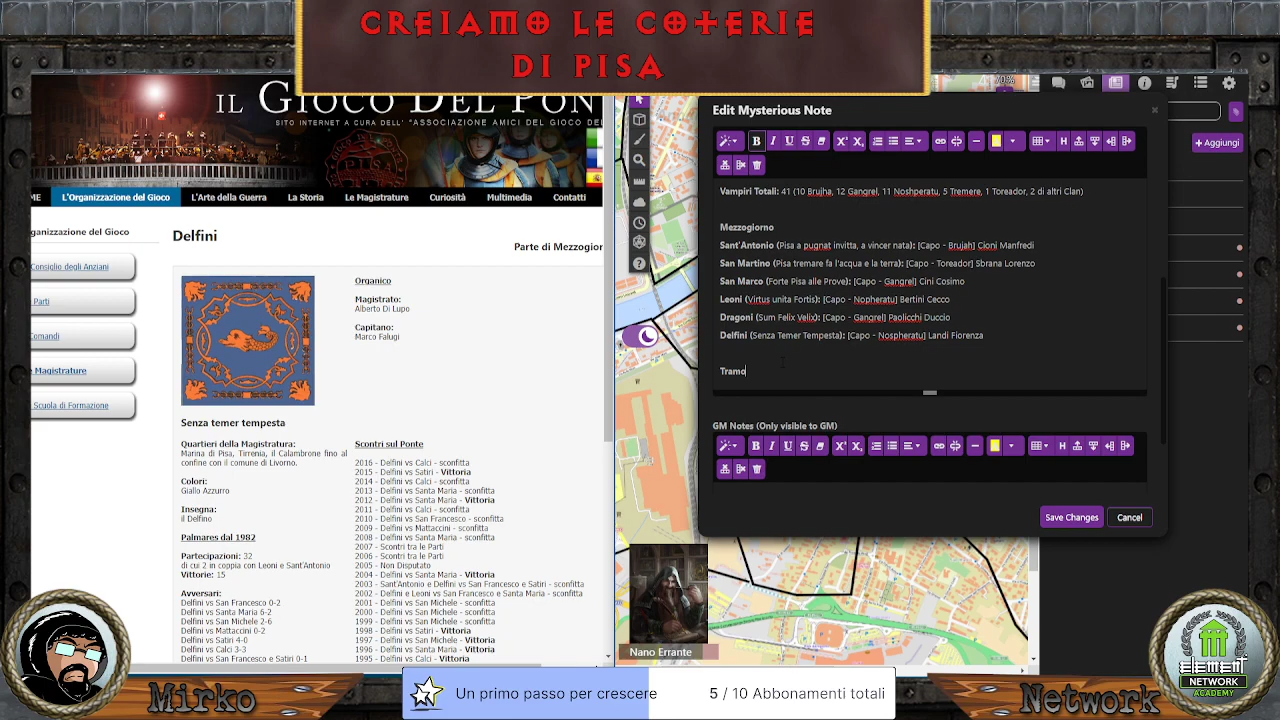 CREIAMO LE COTERIE
DI PISA
IL GIOCO DEL PON
SITO INTERNET A CURA DELL' "ASSOCIAZIONE AMICI DEL GIOCO DEL
ME L'Organizzazione del Gioco L'Arte della Guerra La Storia Le Magistrature Curiosità Multimedia Contatti
ganizzazione del Gioco
Consiglio degli Anziani
Parti
Comandi
Magistrature
Scuola di Formazione
Delfini
Parte di Mezzogior
Senza temer tempesta
Quartieri della Magistratura:
Marina di Pisa, Tirrenia, il Calambrone fino al
confine con il comune di Livorno.
Colori:
Giallo Azzurro
Insegna:
il Delfino
Palmares dal 1982
Partecipazioni: 32
di cui 2 in coppia con Leoni e Sant'Antonio
Vittorie: 15
Avversari:
Delfini vs San Francesco 0-2
Delfini vs Santa Maria 6-2
Delfini vs San Michele 2-6
Delfini vs Mattaccini 0-2
Delfini vs Satiri 4-0
Delfini vs Calci 3-3
Delfini vs San Francesco e Satiri 0-1
Organico
Magistrato:
Alberto Di Lupo
Capitano:
Marco Falugi
Scontri sul Ponte
2016 - Delfini vs Calci - sconfitta
2015 - Delfini vs Satiri - Vittoria
2014 - Delfini vs Calci - sconfitta
2013 - Delfini vs Santa Maria - sconfitta
2012 - Delfini vs Santa Maria - Vittoria
2011 - Delfini vs Calci - sconfitta
2010 - Delfini vs San Francesco - sconfitta
2009 - Delfini vs Mattaccini - sconfitta
2008 - Delfini vs Santa Maria - sconfitta
2007 - Scontri tra le Parti
2006 - Scontri tra le Parti
2005 - Non Disputato
2004 - Delfini vs Santa Maria - Vittoria
2003 - Sant'Antonio e Delfini vs San Francesco e Satiri - sconfitta
2002 - Delfini e Leoni vs San Francesco e Santa Maria - sconfitta
2001 - Delfini vs San Michele - sconfitta
2000 - Delfini vs San Michele - sconfitta
1999 - Delfini vs San Michele - sconfitta
1998 - Delfini vs Satiri - Vittoria
1997 - Delfini vs San Michele - Vittoria
1996 - Delfini vs Santa Maria - Vittoria
1995 - Delfini vs Calci - Vittoria
70%
+ Aggiungi
Edit Mysterious Note
Vampiri Totali: 41 (10 Brujha, 12 Gangrel, 11 Noshperatu, 5 Tremere, 1 Toreador, 2 di altri Clan)
Mezzogiorno
Sant'Antonio (Pisa a pugnat invitta, a vincer nata): [Capo - Brujah] Cioni Manfredi
San Martino (Pisa tremare fa l'acqua e la terra): [Capo - Toreador] Sbrana Lorenzo
San Marco (Forte Pisa alle Prove): [Capo - Gangrel] Cini Cosimo
Leoni (Virtus unita Fortis): [Capo - Nopheratu] Bertini Cecco
Dragoni (Sum Felix Velix): [Capo - Gangrel] Paolicchi Duccio
Delfini (Senza Temer Tempesta): [Capo - Nospheratu] Landi Fiorenza
Tramo
GM Notes (Only visible to GM)
Save Changes Cancel
Nano Errante
Mirko
Un primo passo per crescere 5 / 10 Abbonamenti totali
Network
ELEMENT
NETWORK
ACADEMY